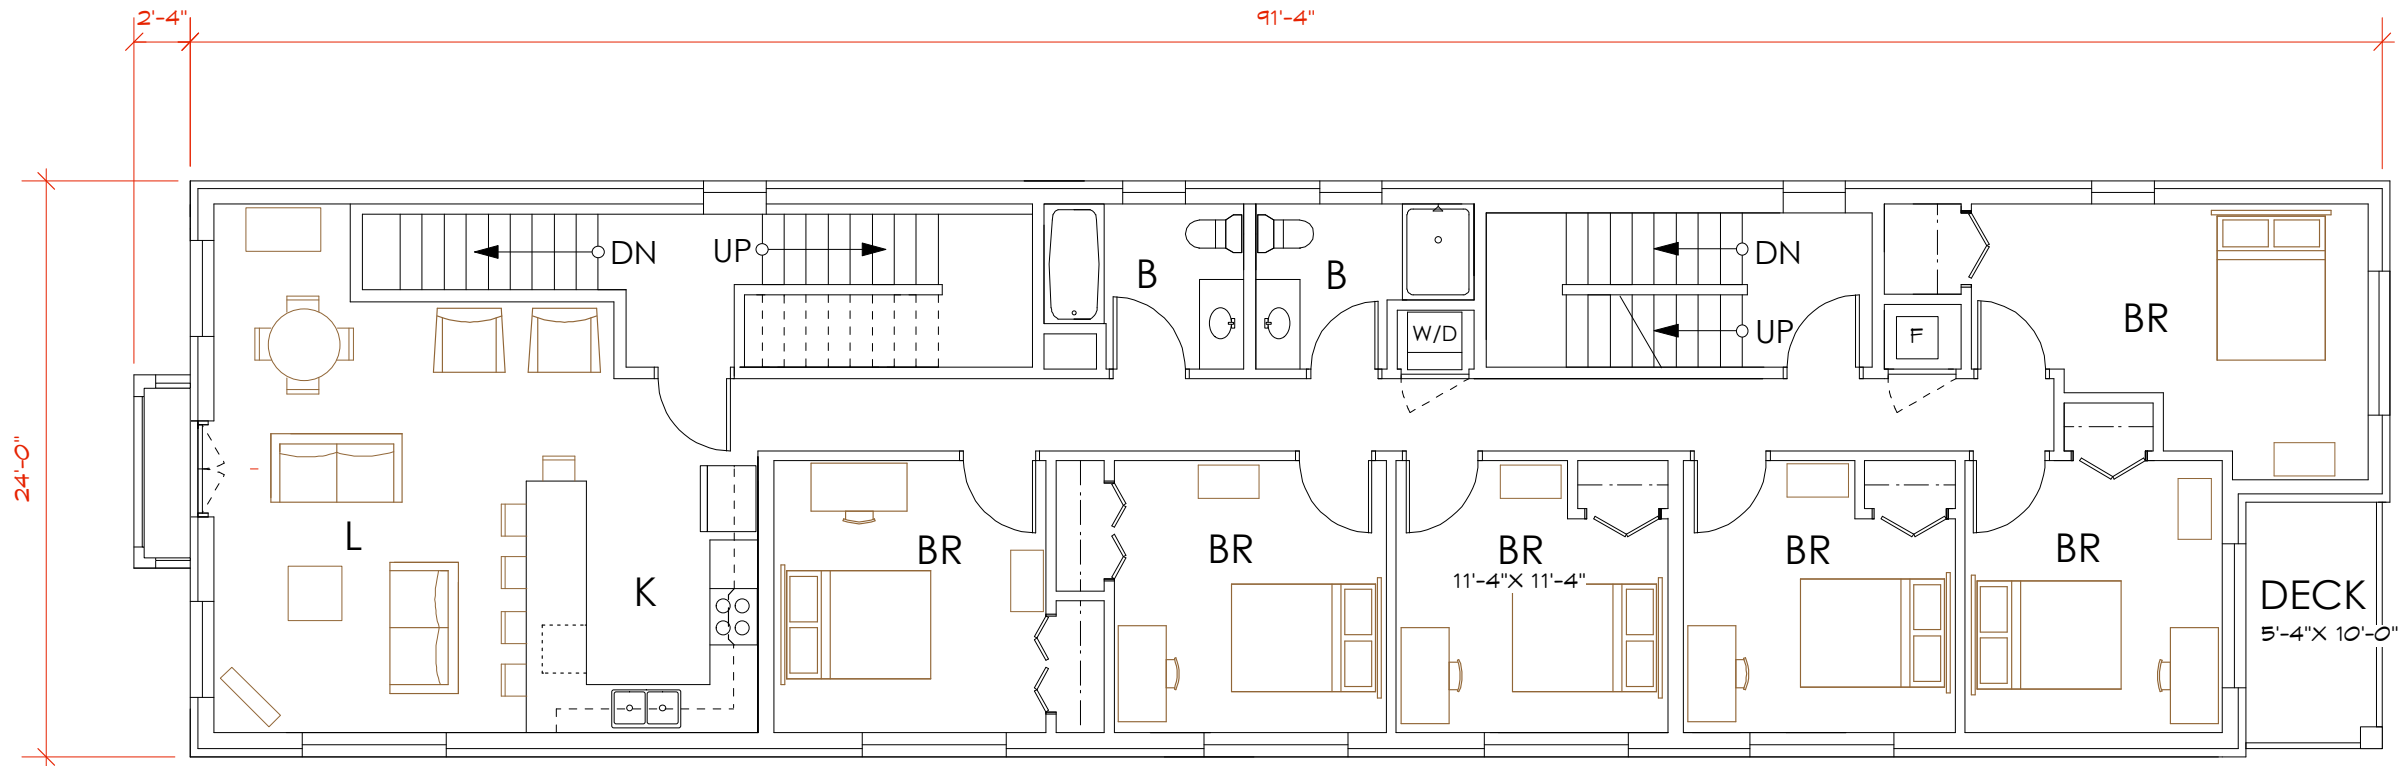 2'-4"
91'-4"
24'-0"
DN
UP
B
B
W/D
DN
UP
F
BR
L
K
BR
BR
BR
11'-4"X 11'-4"
BR
BR
DECK
5'-4"X 10'-0"